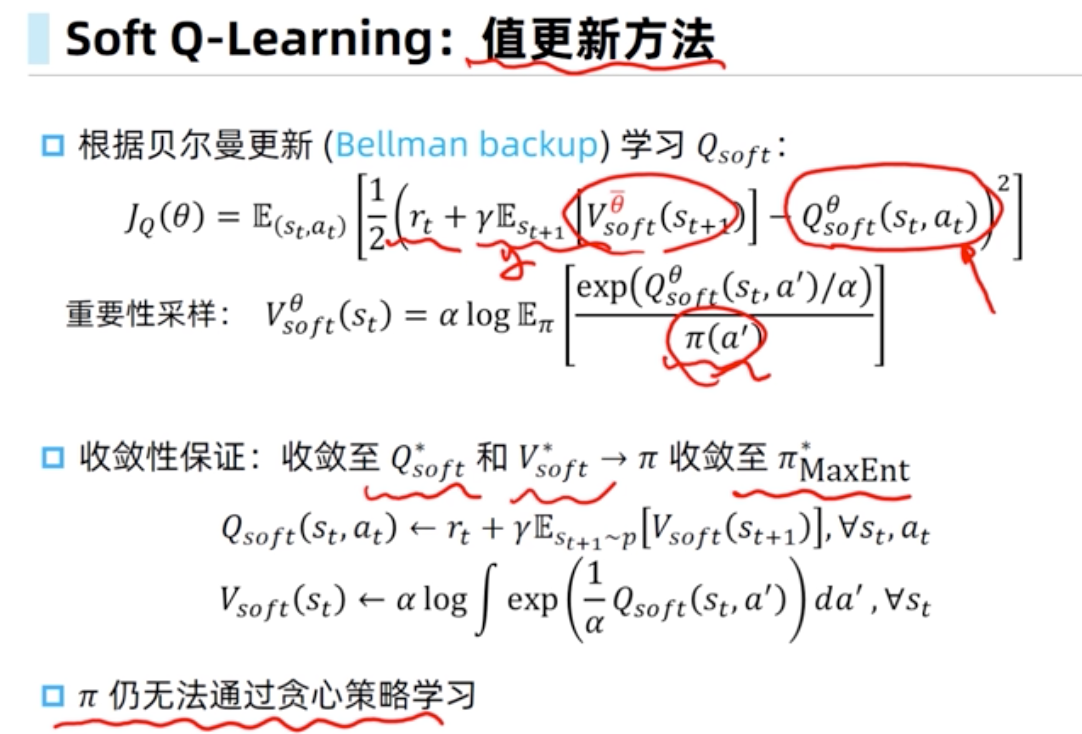 Soft Q-Learning：值更新方法
根据贝尔曼更新 (Bellman backup) 学习 $Q_{soft}$：
$J_Q(\theta) = \mathbb{E}_{(s_t,a_t)}\left[\frac{1}{2}\left(r_t + \gamma\mathbb{E}_{s_{t+1}}\left[V_{soft}^{\bar{\theta}}(s_{t+1})\right] - Q_{soft}^{\theta}(s_t,a_t)\right)^2\right]$
y
重要性采样： $V_{soft}^{\theta}(s_t) = \alpha \log \mathbb{E}_{\pi}\left[\frac{\exp(Q_{soft}^{\theta}(s_t,a')/\alpha)}{\pi(a')}\right]$
收敛性保证：收敛至 $Q_{soft}^*$ 和 $V_{soft}^*$ → $\pi$ 收敛至 $\pi_{\text{MaxEnt}}^*$
$Q_{soft}(s_t,a_t) \leftarrow r_t + \gamma\mathbb{E}_{s_{t+1}\sim p}[V_{soft}(s_{t+1})], \forall s_t,a_t$
$V_{soft}(s_t) \leftarrow \alpha \log \int \exp\left(\frac{1}{\alpha}Q_{soft}(s_t,a')\right)da', \forall s_t$
$\pi$ 仍无法通过贪心策略学习